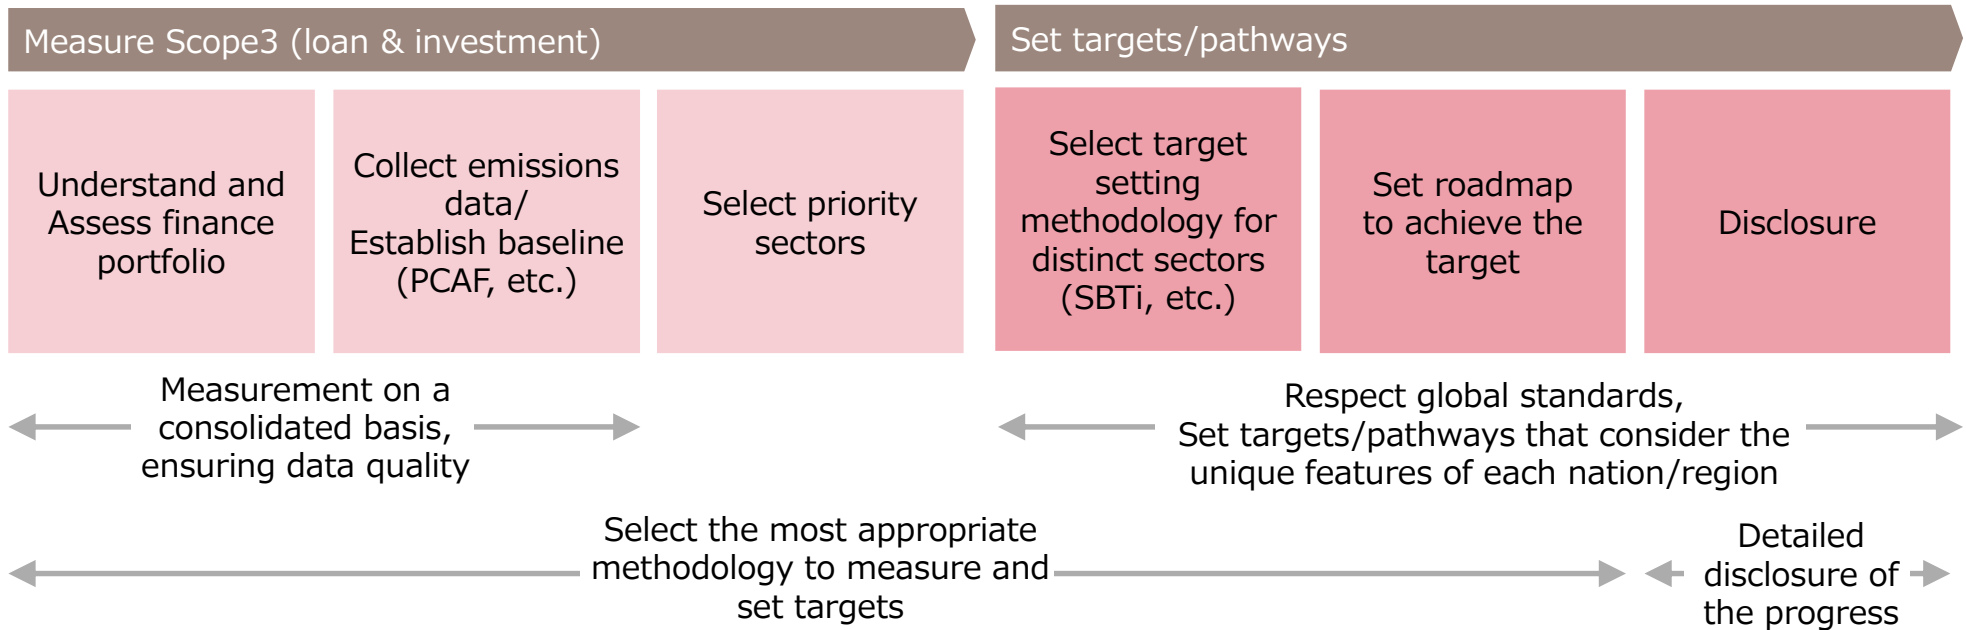 Measure Scope3 (loan & investment)
Set targets/pathways
Understand and
Assess finance
portfolio
Collect emissions
data/
Establish baseline
(PCAF, etc.)
Select priority
sectors
Select target
setting
methodology for
distinct sectors
(SBTi, etc.)
Set roadmap
to achieve the
target
Disclosure
Measurement on a
consolidated basis,
ensuring data quality
Respect global standards,
Set targets/pathways that consider the
unique features of each nation/region
Select the most appropriate
methodology to measure and
set targets
Detailed
disclosure of
the progress